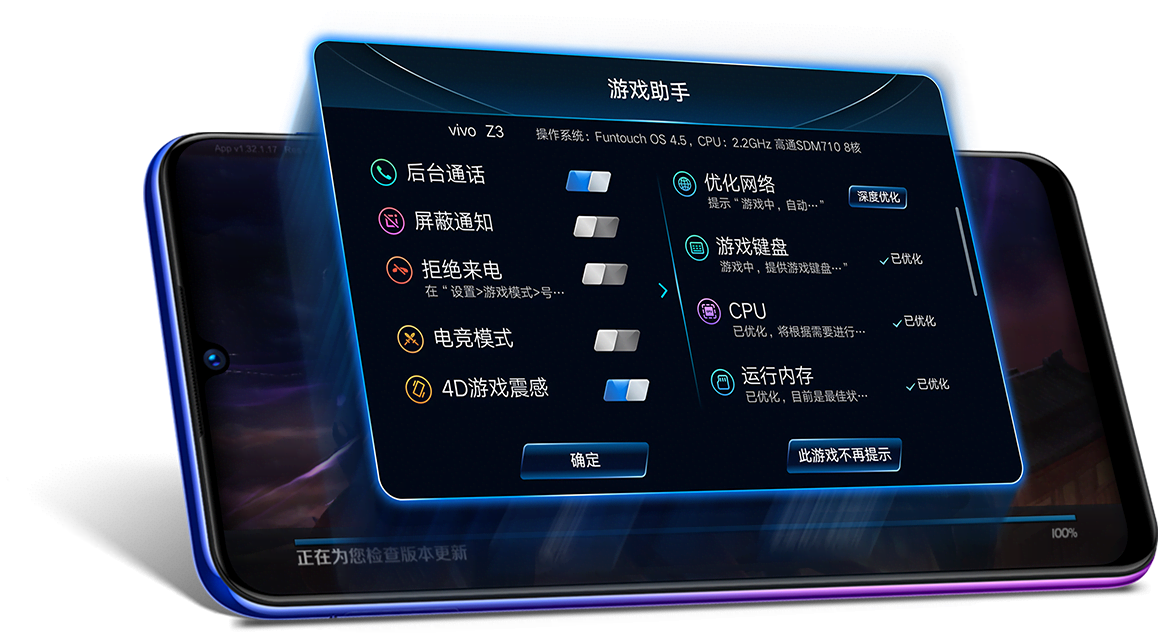 游戏助手
vivo Z3 操作系统：Funtouch OS 4.5，CPU：2.2GHz 高通SDM710 8核
App v1.32.1.17
后台通话
屏蔽通知
拒绝来电
在“设置>游戏模式>号…
电竞模式
4D游戏震感
优化网络
提示“游戏中，自动…”
深度优化
游戏键盘
游戏中，提供游戏键盘…”
已优化
CPU
已优化，将根据需要进行…
已优化
运行内存
已优化，目前是最佳状…
已优化
确定
此游戏不再提示
100%
正在为您检查版本更新